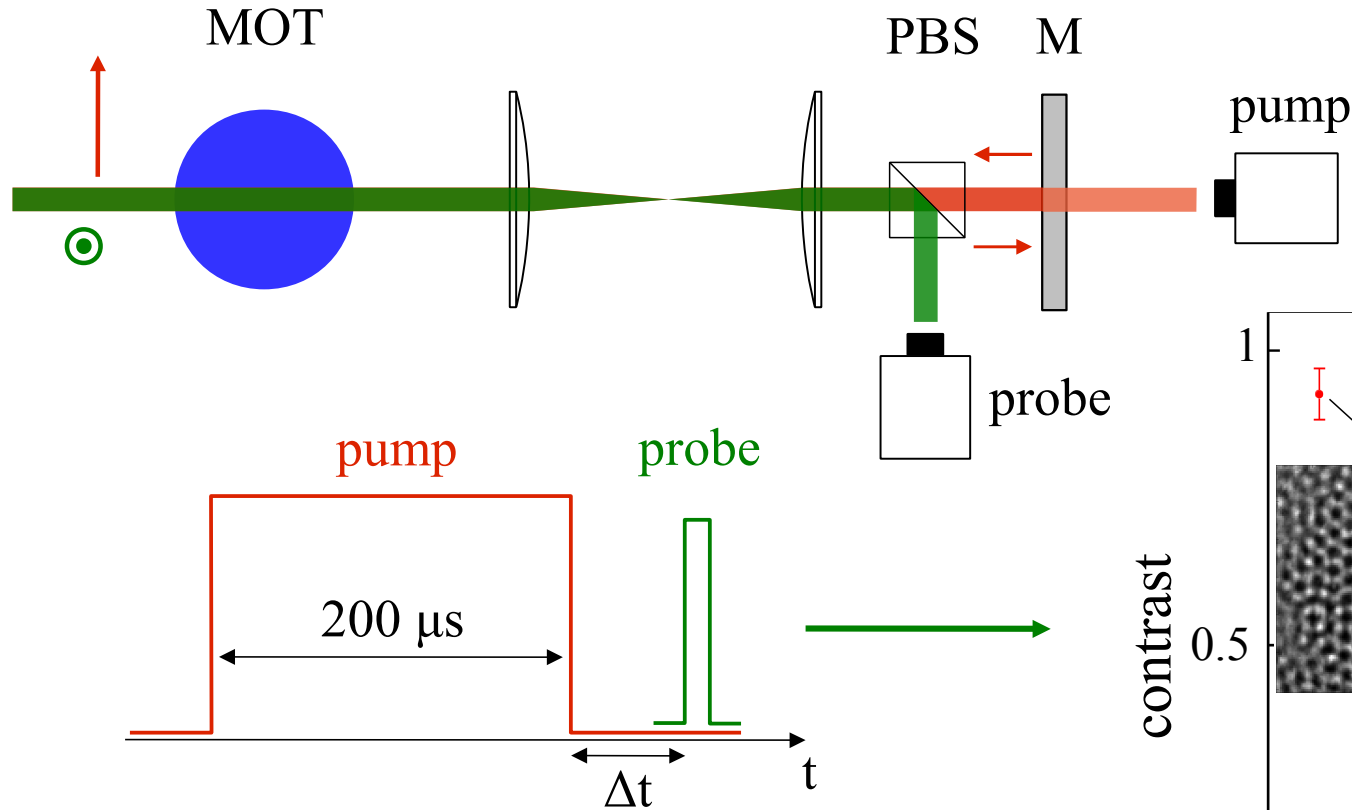 MOT
PBS
M
pump
probe
1
0.5
contrast
pump
probe
200 μs
Δt
t